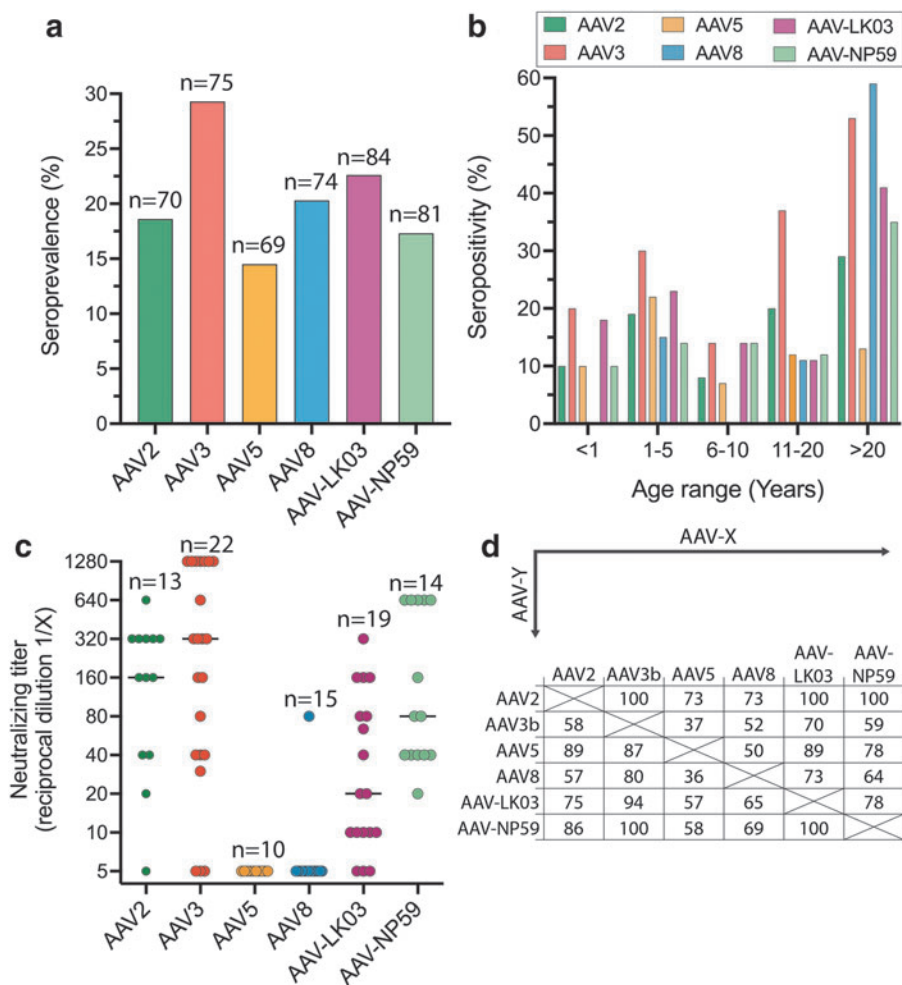 a
Seroprevalence (%)
30
25
20
15
10
5
0
n=70
n=75
n=69
n=74
n=84
n=81
AAV2
AAV3
AAV5
AAV8
AAV-LK03
AAV-NP59
b
AAV2 AAV5 AAV-LK03
AAV3 AAV8 AAV-NP59
Seropositivity (%)
60
50
40
30
20
10
0
<1 1-5 6-10 11-20 >20
Age range (Years)
c
Neutralizing titer
(reciprocal dilution 1/X)
1280
640
320
160
80
40
20
10
5
n=13
n=22
n=10
n=15
n=19
n=14
AAV2
AAV3
AAV5
AAV8
AAV-LK03
AAV-NP59
d
AAV-X
AAV-Y
AAV2 AAV3b AAV5 AAV8 AAV-LK03 AAV-NP59
AAV2 100 73 73 100 100
AAV3b 58 37 52 70 59
AAV5 89 87 50 89 78
AAV8 57 80 36 73 64
AAV-LK03 75 94 57 65 78
AAV-NP59 86 100 58 69 100